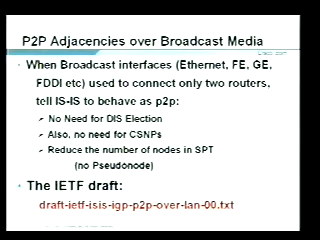 P2P Adjacencies over Broadcast Media
When Broadcast interfaces (Ethernet, FE, GE,
FDDI etc) used to connect only two routers,
tell IS-IS to behave as p2p:
No Need for DIS Election
Also, no need for CSNPs
Reduce the number of nodes in SPT
(no Pseudonode)
The IETF draft:
draft-ietf-isis-igp-p2p-over-lan-00.txt